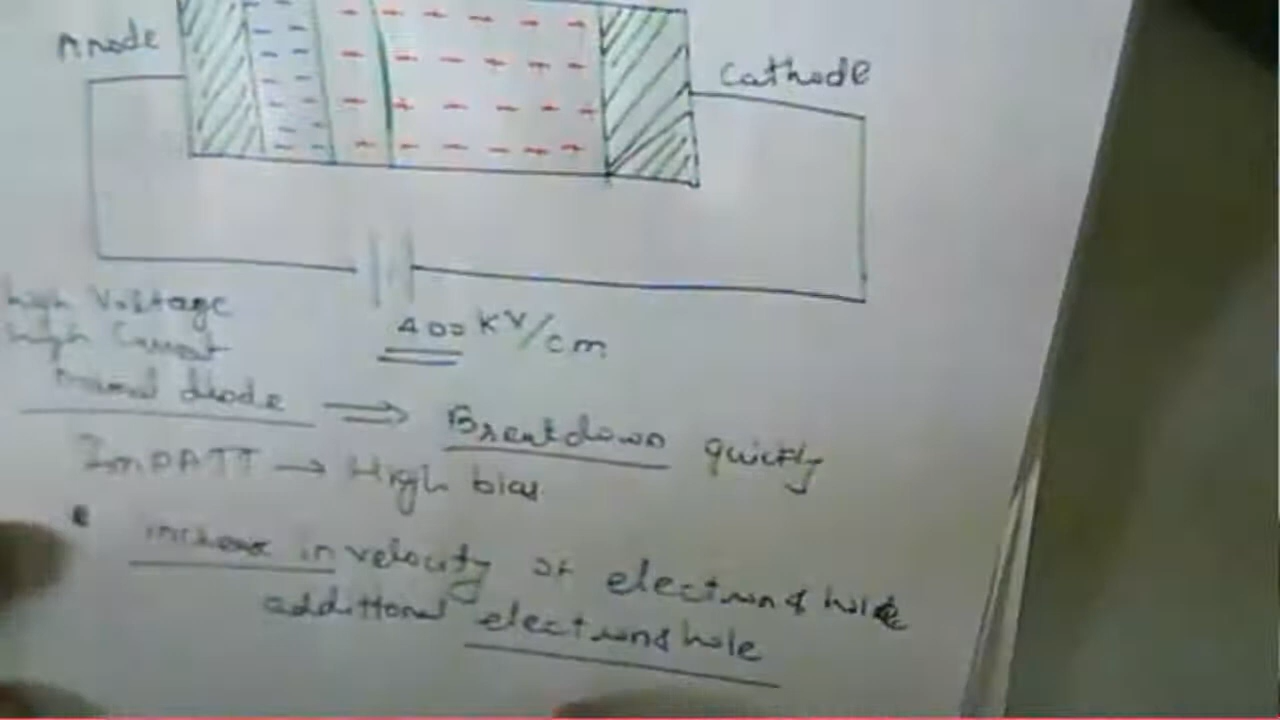 Anode
Cathode
400 KV/cm
high Voltage
high Current
diode ⇒ Breakdown quickly
ImPATT → High bias
increase in velocity of electron & hole
additional electron & hole